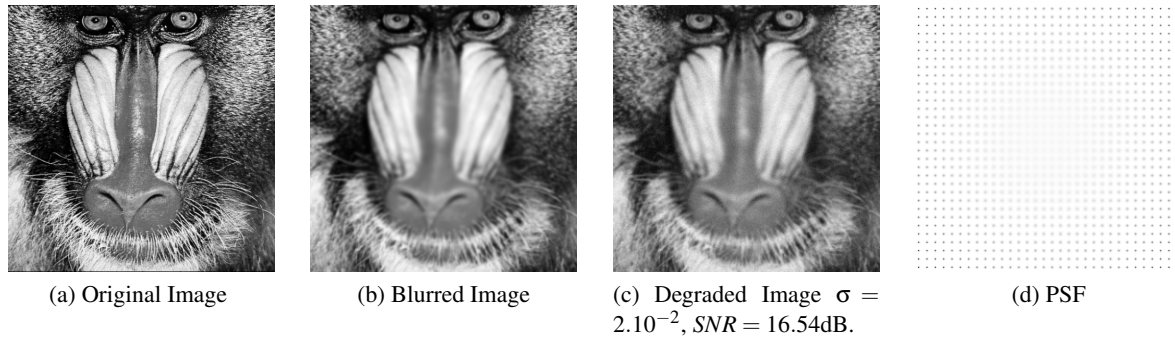 (a) Original Image
(b) Blurred Image
(c) Degraded Image σ =
2.10⁻², SNR = 16.54dB.
(d) PSF